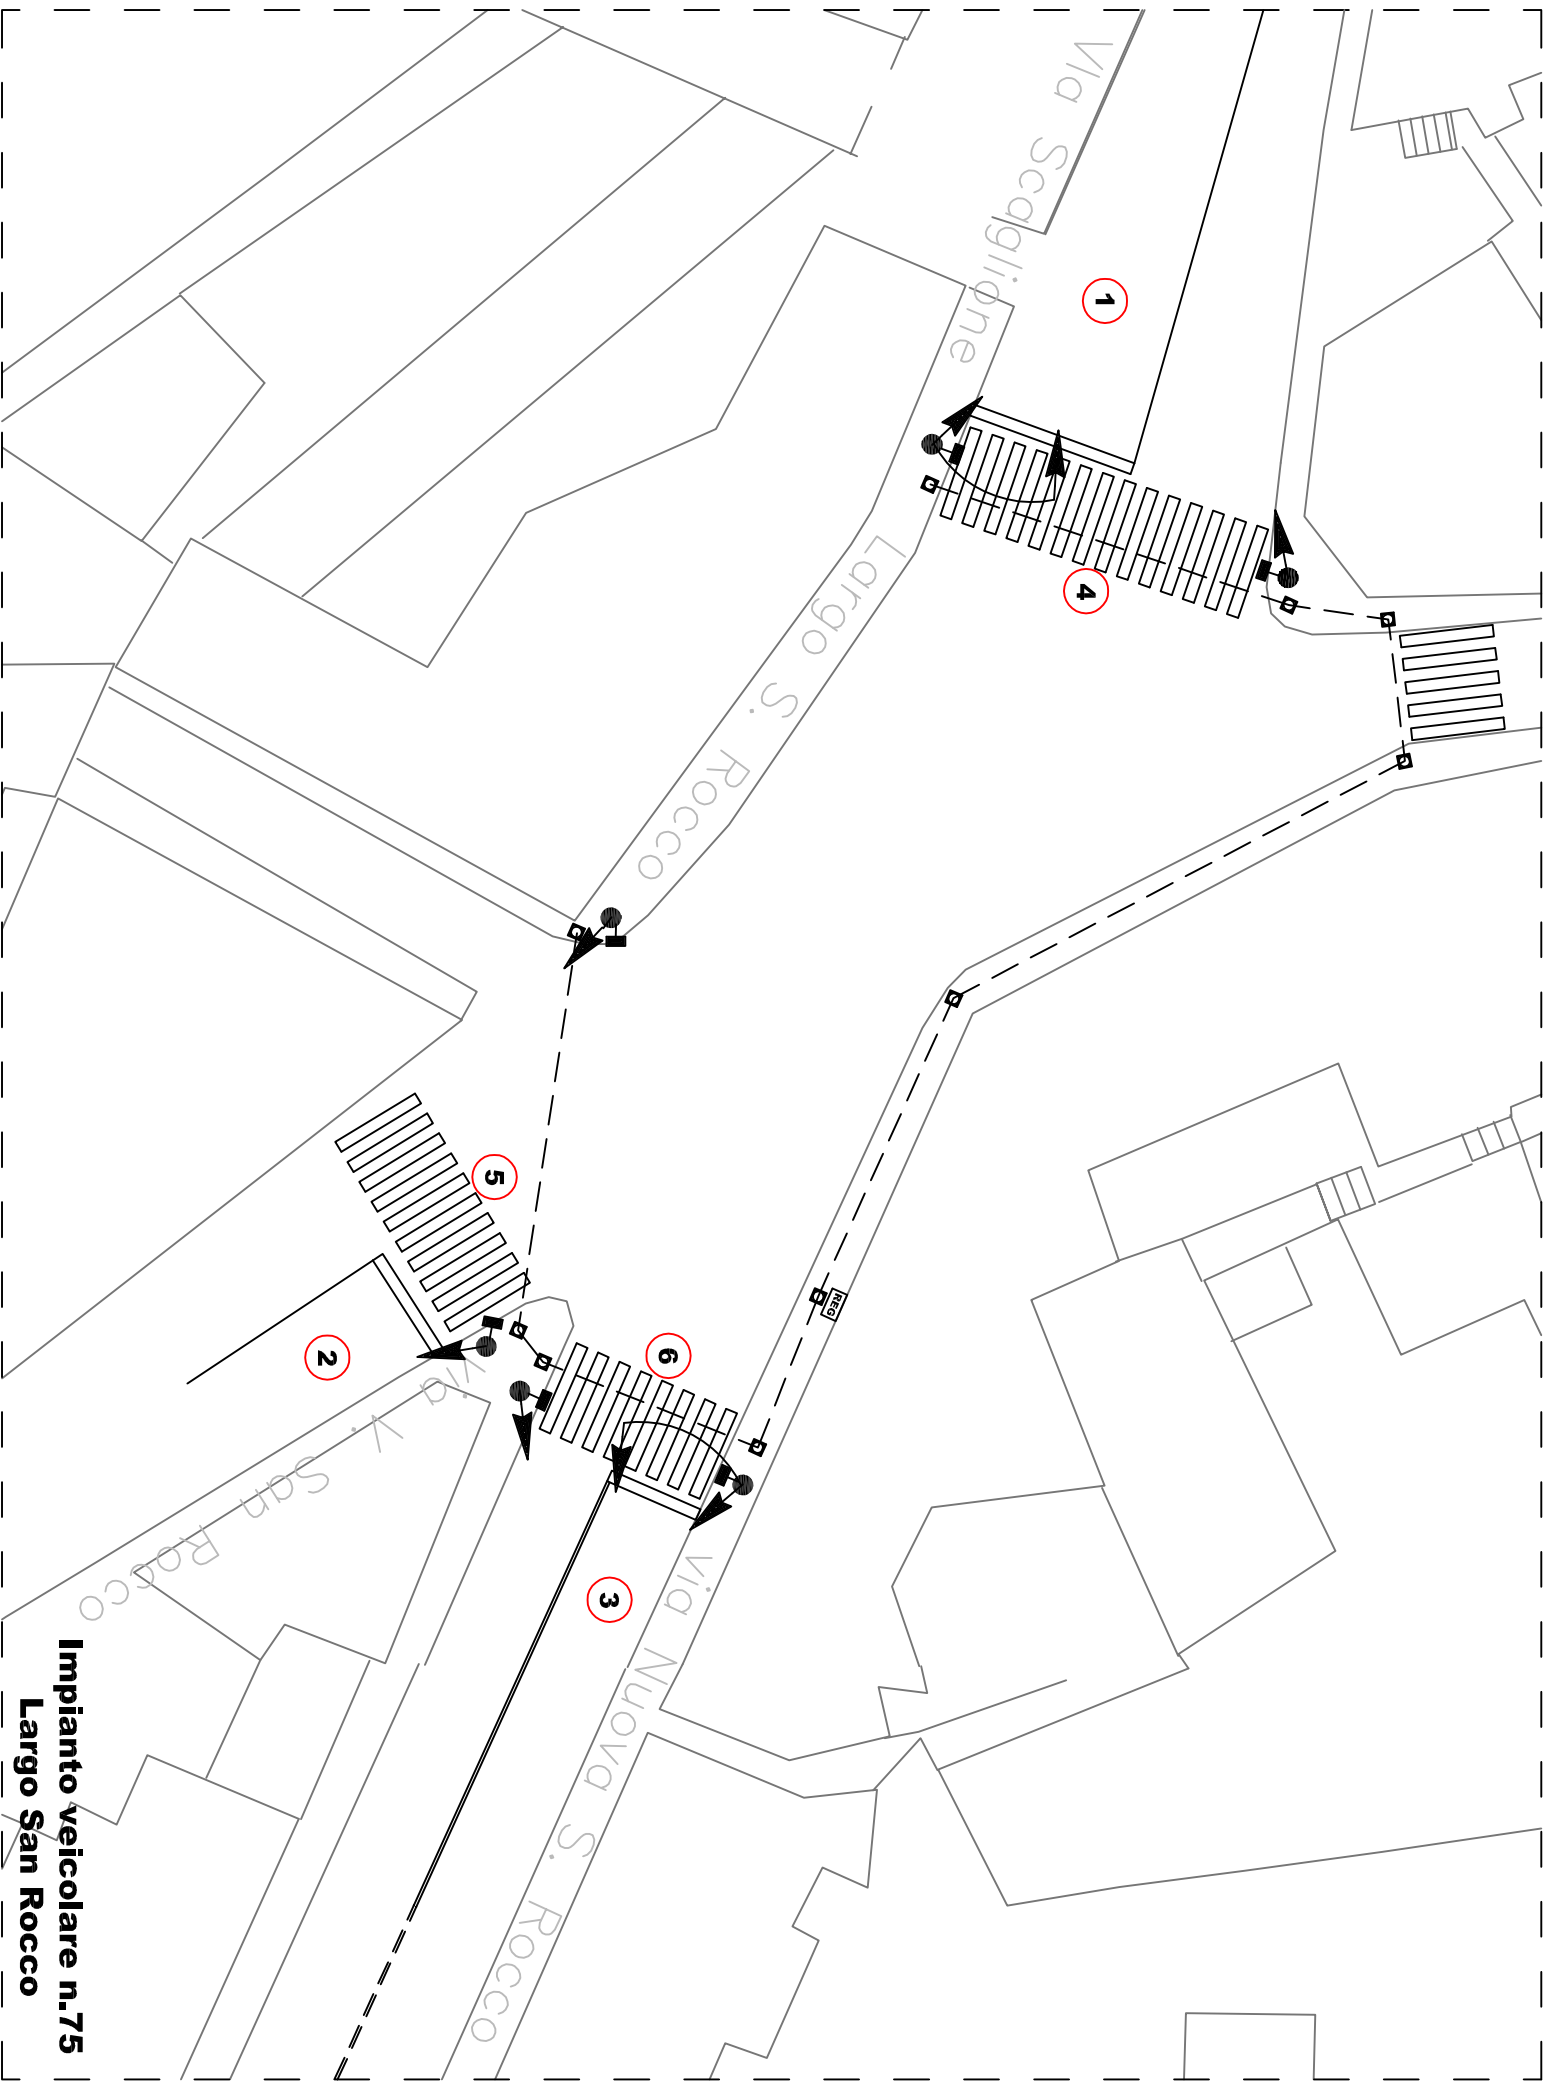 Via Scaglione
1
4
Largo S. Rocco
5
6
REG
2
via V. San Rocco
3
via Nuova S. Rocco
Impianto veicolare n.75
Largo San Rocco